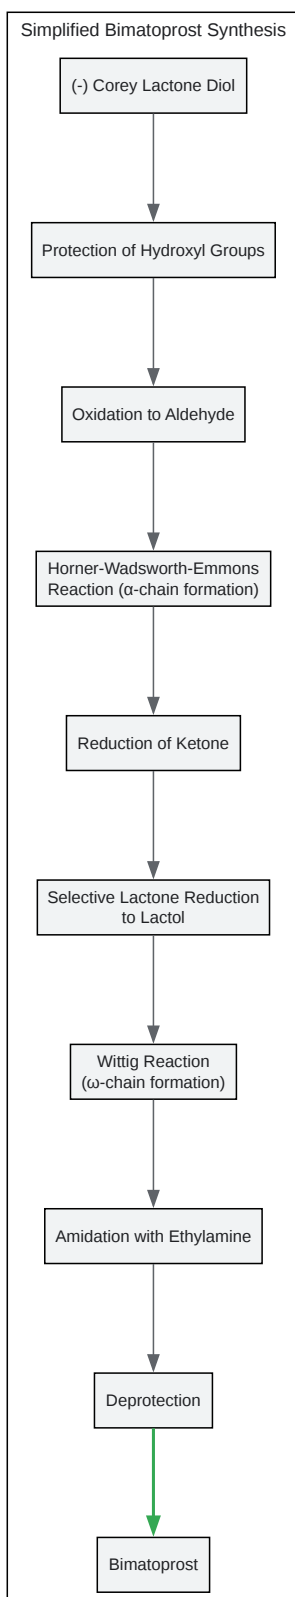 Simplified Bimatoprost Synthesis
(-) Corey Lactone Diol
Protection of Hydroxyl Groups
Oxidation to Aldehyde
Horner-Wadsworth-Emmons
Reaction (α-chain formation)
Reduction of Ketone
Selective Lactone Reduction
to Lactol
Wittig Reaction
(ω-chain formation)
Amidation with Ethylamine
Deprotection
Bimatoprost